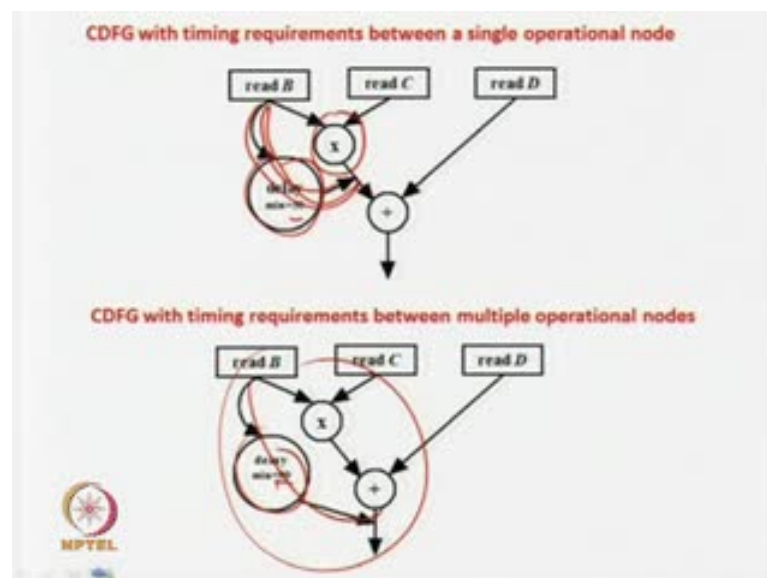 CDFG with timing requirements between a single operational node
read B read C read D
x
delay
+
CDFG with timing requirements between multiple operational nodes
read B read C read D
x
delay
+
NPTEL